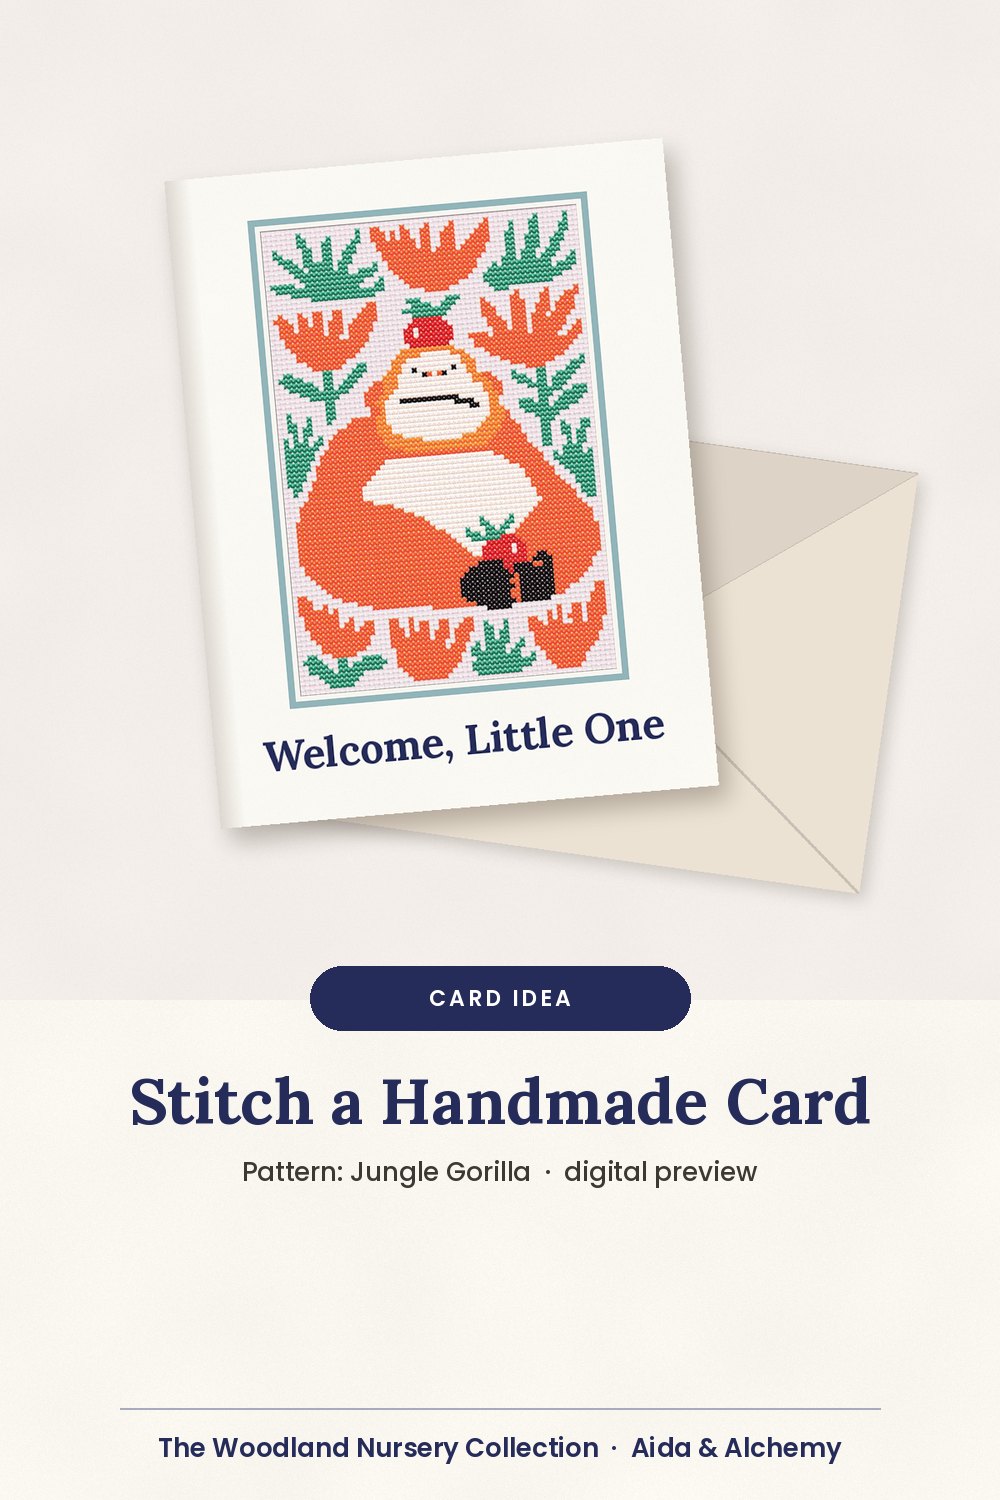 Welcome, Little One
CARD IDEA
Stitch a Handmade Card
Pattern: Jungle Gorilla · digital preview
The Woodland Nursery Collection · Aida & Alchemy